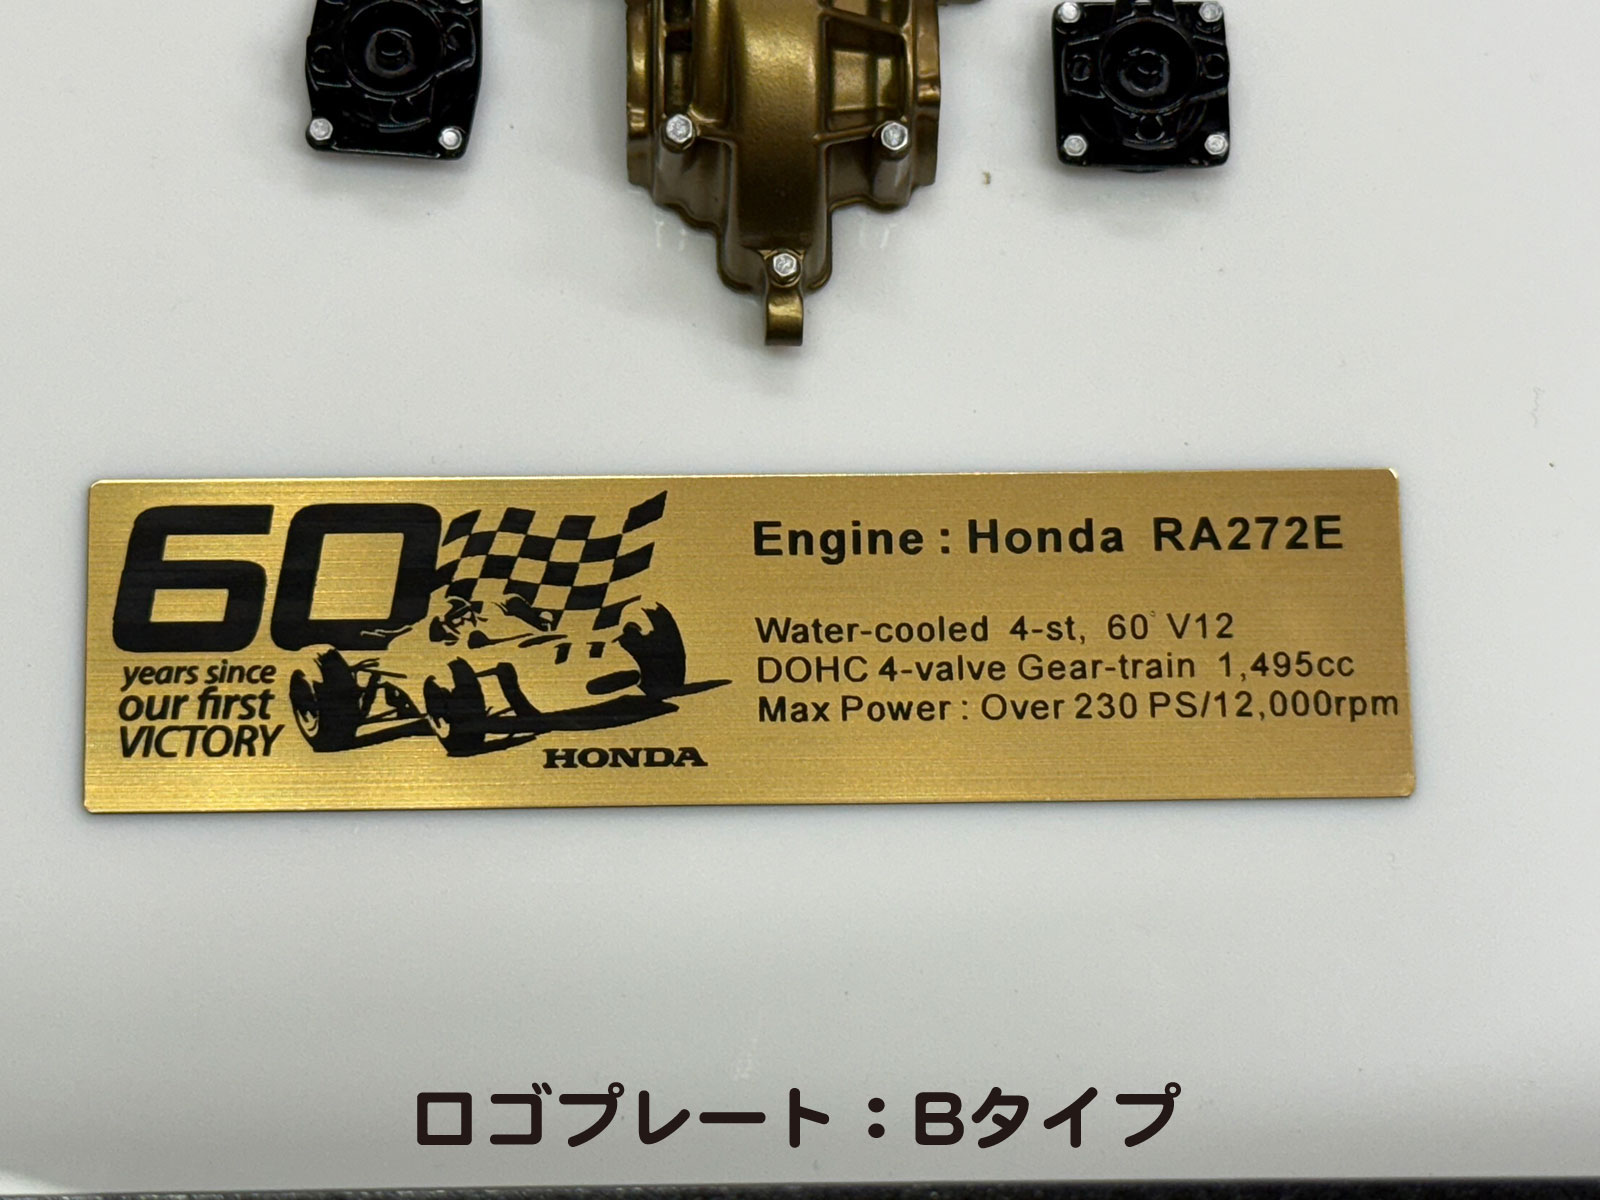 60
years since
our first
VICTORY
HONDA
Engine : Honda RA272E
Water-cooled 4-st, 60° V12
DOHC 4-valve Gear-train 1,495cc
Max Power : Over 230 PS/12,000rpm
ロゴプレート：Bタイプ